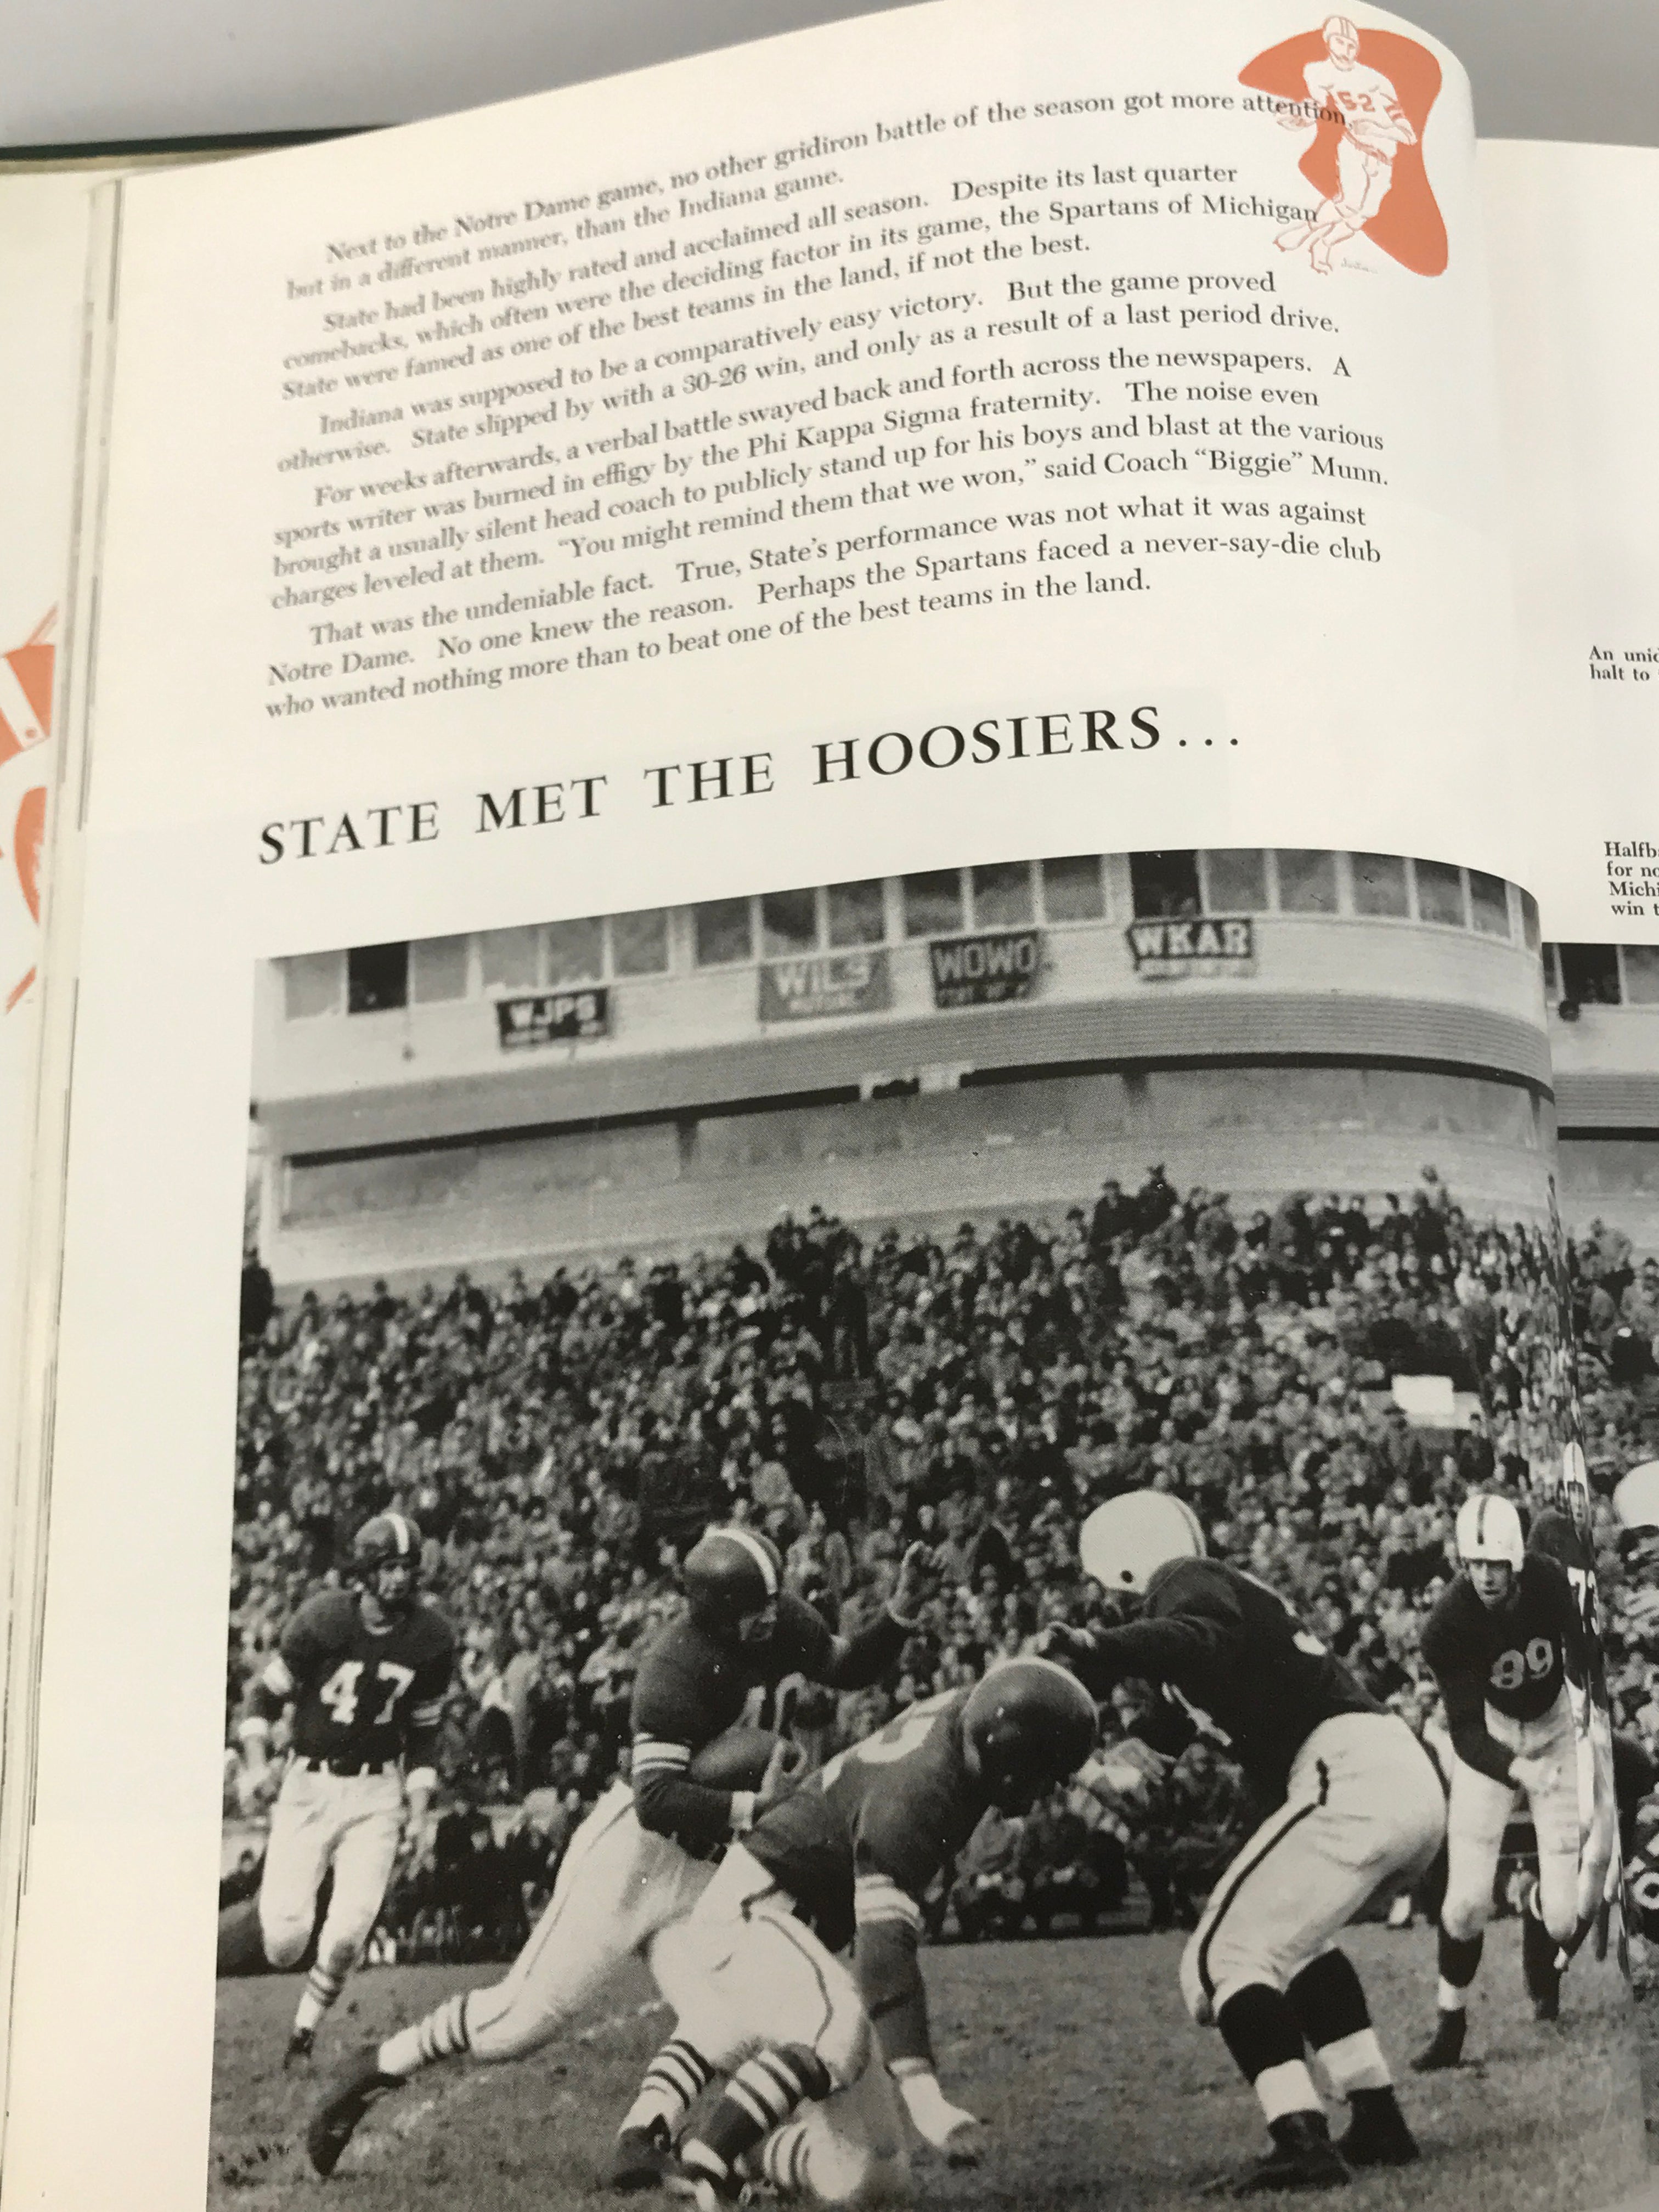 52
Next to the Notre Dame game, no other gridiron battle of the season got more attention,
but in a different manner, than the Indiana game.
State had been highly rated and acclaimed all season. Despite its last quarter
comebacks, which often were the deciding factor in its game, the Spartans of Michigan
State were famed as one of the best teams in the land, if not the best.
Indiana was supposed to be a comparatively easy victory. But the game proved
otherwise. State slipped by with a 30-26 win, and only as a result of a last period drive.
For weeks afterwards, a verbal battle swayed back and forth across the newspapers. A
sports writer was burned in effigy by the Phi Kappa Sigma fraternity. The noise even
brought a usually silent head coach to publicly stand up for his boys and blast at the various
charges leveled at them. “You might remind them that we won,” said Coach “Biggie” Munn.
That was the undeniable fact. True, State’s performance was not what it was against
Notre Dame. No one knew the reason. Perhaps the Spartans faced a never-say-die club
who wanted nothing more than to beat one of the best teams in the land.
STATE MET THE HOOSIERS...
An
halt to
for
win
WJPS
WILS
WOWO
WKAR
47
73